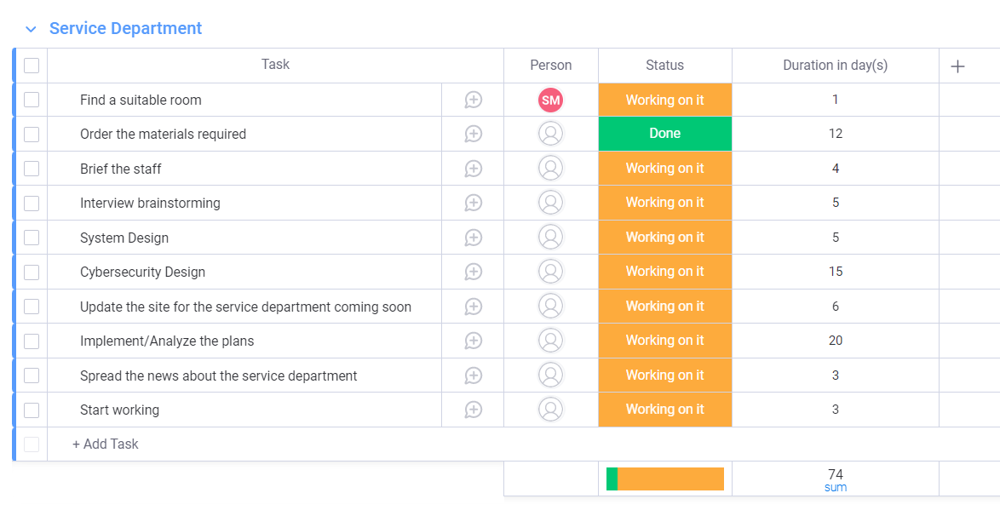 Service Department
Task Person Status Duration in day(s)
Find a suitable room SM Working on it 1
Order the materials required Done 12
Brief the staff Working on it 4
Interview brainstorming Working on it 5
System Design Working on it 5
Cybersecurity Design Working on it 15
Update the site for the service department coming soon Working on it 6
Implement/Analyze the plans Working on it 20
Spread the news about the service department Working on it 3
Start working Working on it 3
+ Add Task
74
sum